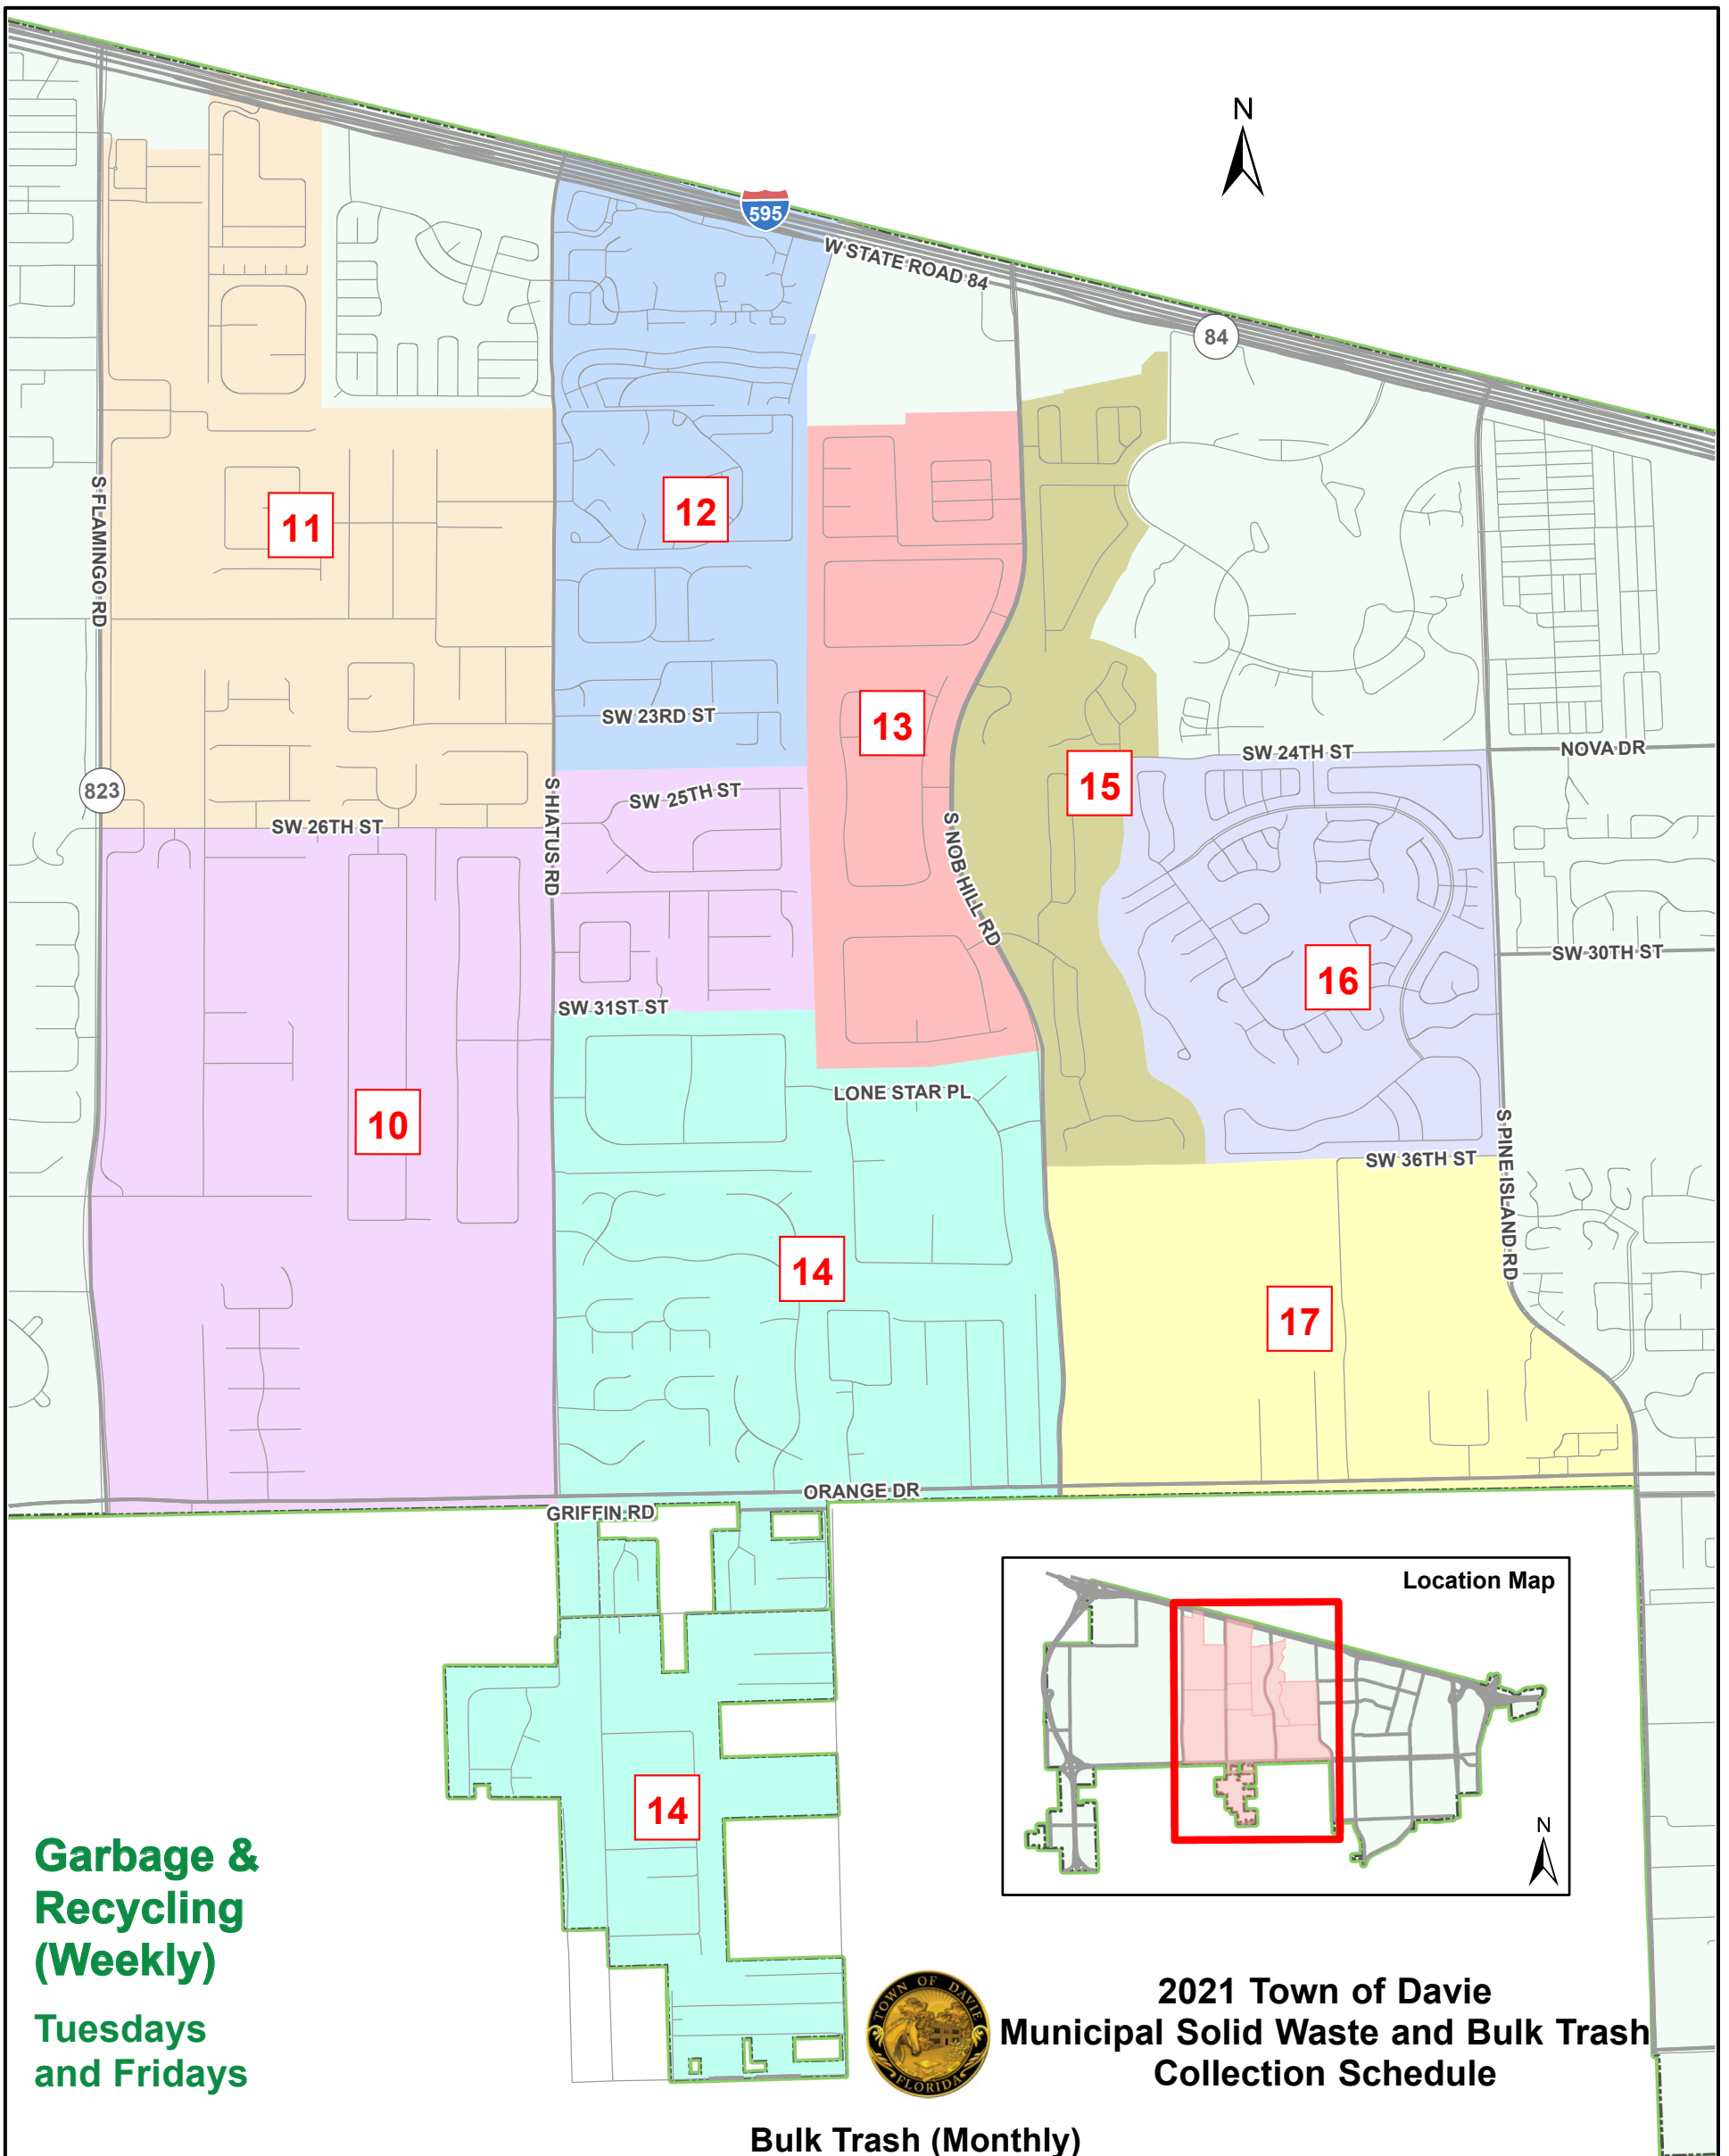 N
595
W STATE ROAD 84
84
S FLAMINGO RD
11
12
13
SW 23RD ST
15
SW 24TH ST
NOVA DR
823
SW 26TH ST
S HIATUS RD
SW 25TH ST
S NOB HILL RD
SW 30TH ST
16
SW 31ST ST
10
LONE STAR PL
SW 36TH ST
S PINE ISLAND RD
14
17
ORANGE DR
GRIFFIN RD
Location Map
N
14
Garbage &
Recycling
(Weekly)
Tuesdays
and Fridays
TOWN OF DAVIE
FLORIDA
2021 Town of Davie
Municipal Solid Waste and Bulk Trash
Collection Schedule
Bulk Trash (Monthly)